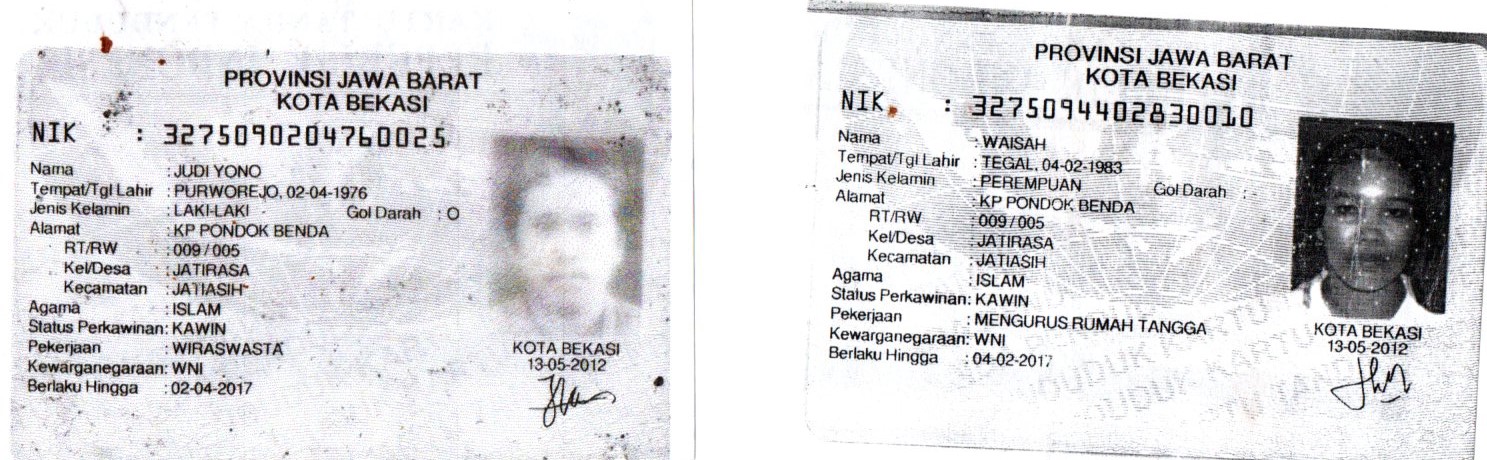 PROVINSI JAWA BARAT
KOTA BEKASI
NIK : 3275090204760025
Nama : JUDI YONO
Tempat/Tgl Lahir : PURWOREJO, 02-04-1976
Jenis Kelamin : LAKI-LAKI Gol Darah : O
Alamat : KP PONDOK BENDA
RT/RW : 009/005
Kel/Desa : JATIRASA
Kecamatan : JATIASIH
Agama : ISLAM
Status Perkawinan: KAWIN
Pekerjaan : WIRASWASTA
Kewarganegaraan: WNI
Berlaku Hingga : 02-04-2017
KOTA BEKASI
13-05-2012
PROVINSI JAWA BARAT
KOTA BEKASI
NIK : 3275094402830010
Nama : WAISAH
Tempat/Tgl Lahir : TEGAL, 04-02-1983
Jenis Kelamin : PEREMPUAN Gol Darah : -
Alamat : KP PONDOK BENDA
RT/RW : 009/005
Kel/Desa : JATIRASA
Kecamatan : JATIASIH
Agama : ISLAM
Status Perkawinan: KAWIN
Pekerjaan : MENGURUS RUMAH TANGGA
Kewarganegaraan: WNI
Berlaku Hingga : 04-02-2017
KOTA BEKASI
13-05-2012